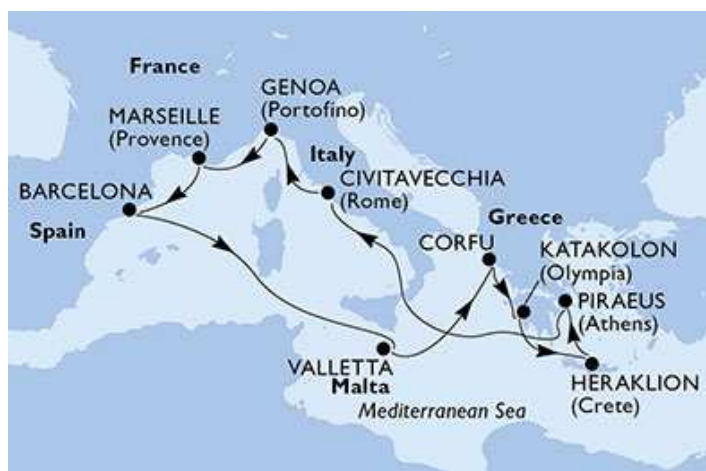 France
GENOA
(Portofino)
MARSEILLE
(Provence)
Italy
BARCELONA
CIVITAVECCHIA
(Rome)
Spain
Greece
CORFU
KATAKOLON
(Olympia)
PIRAEUS
(Athens)
VALLETTA
Malta
HERAKLION
(Crete)
Mediterranean Sea